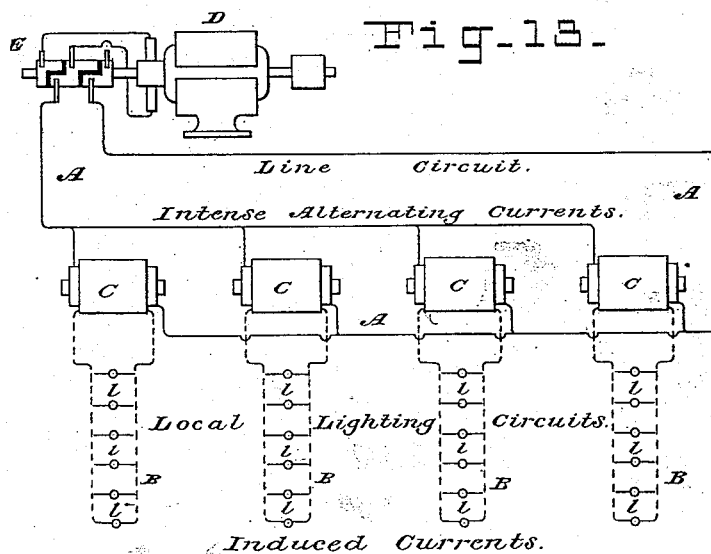 E
D
Fig. 13.
A
Line Circuit.
A
Intense Alternating Currents.
C C C C
A
l l l l
Local Lighting Circuits.
l l l l
B B B B
l l l l
Induced Currents.